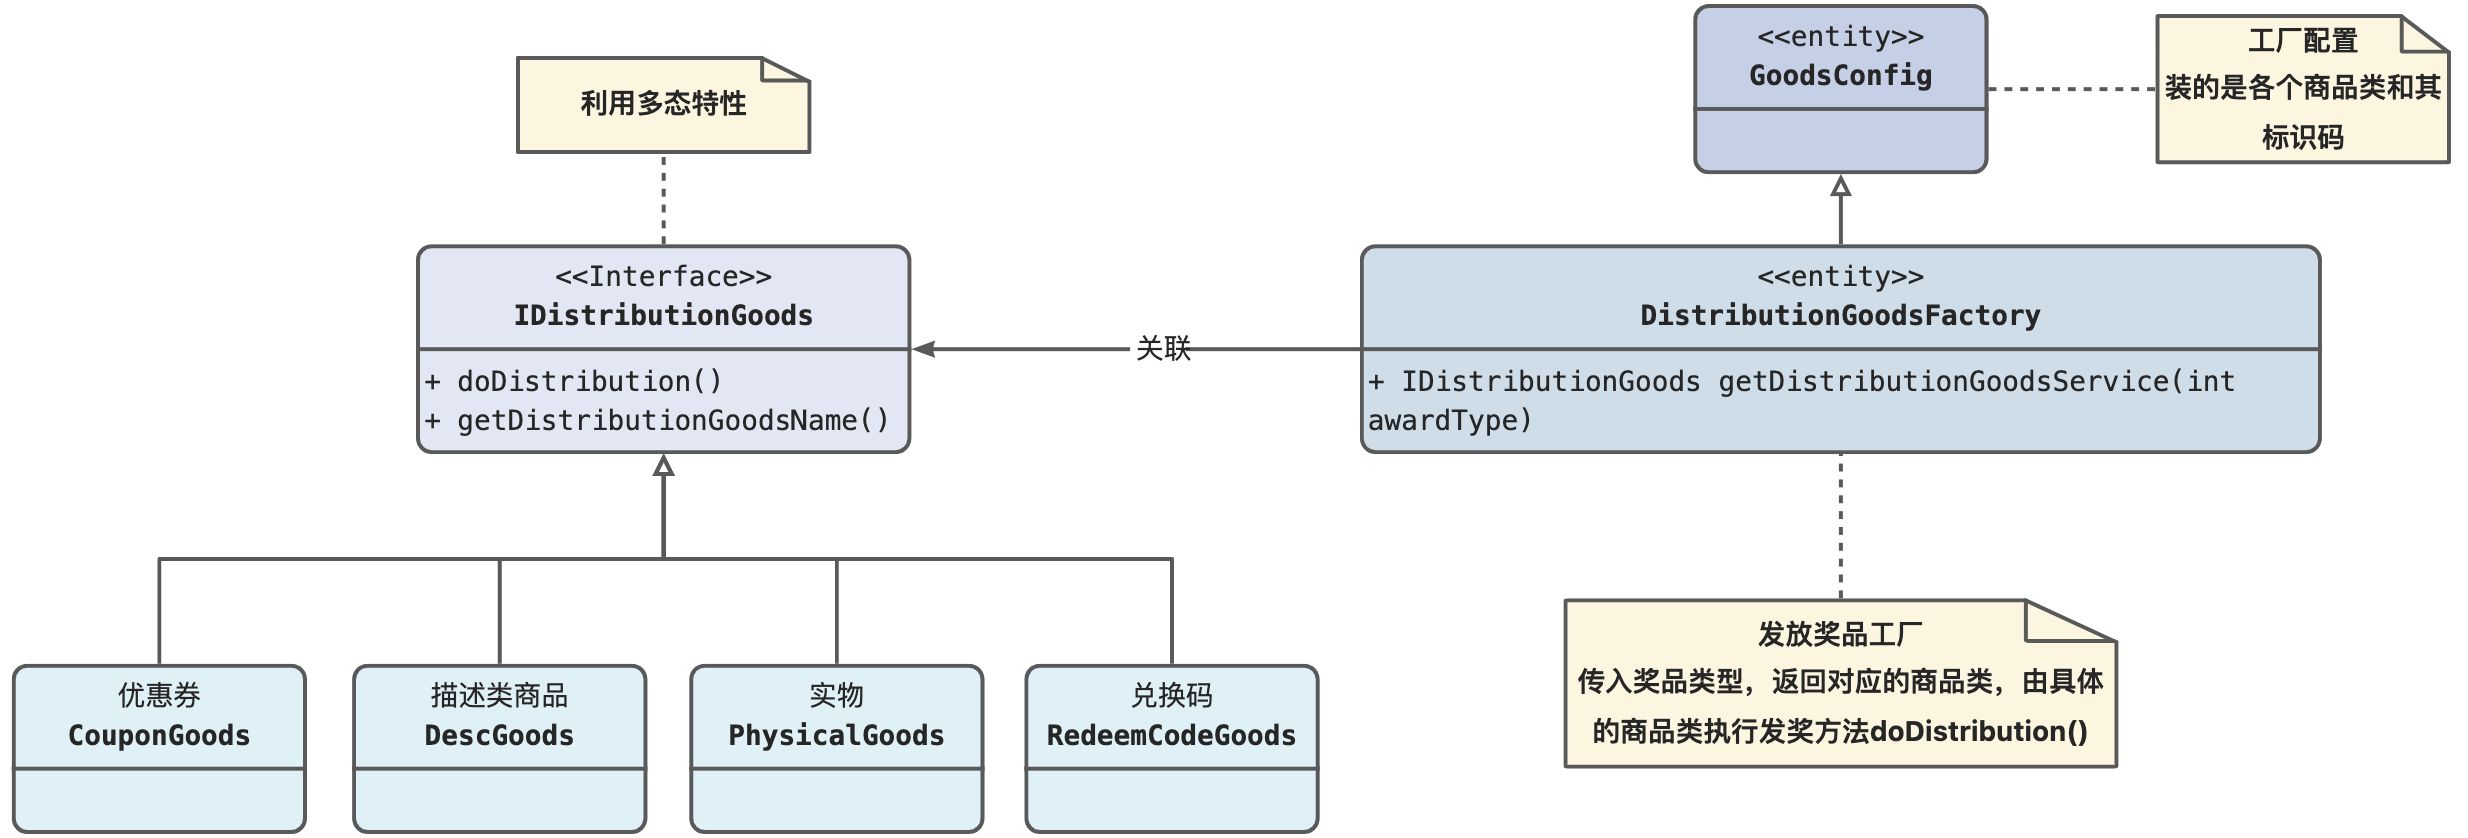 利用多态特性
<<entity>>
GoodsConfig
工厂配置
装的是各个商品类和其
标识码
<<Interface>>
IDistributionGoods
+ doDistribution()
+ getDistributionGoodsName()
关联
<<entity>>
DistributionGoodsFactory
+ IDistributionGoods getDistributionGoodsService(int
awardType)
优惠券
CouponGoods
描述类商品
DescGoods
实物
PhysicalGoods
兑换码
RedeemCodeGoods
发放奖品工厂
传入奖品类型，返回对应的商品类，由具体
的商品类执行发奖方法doDistribution()